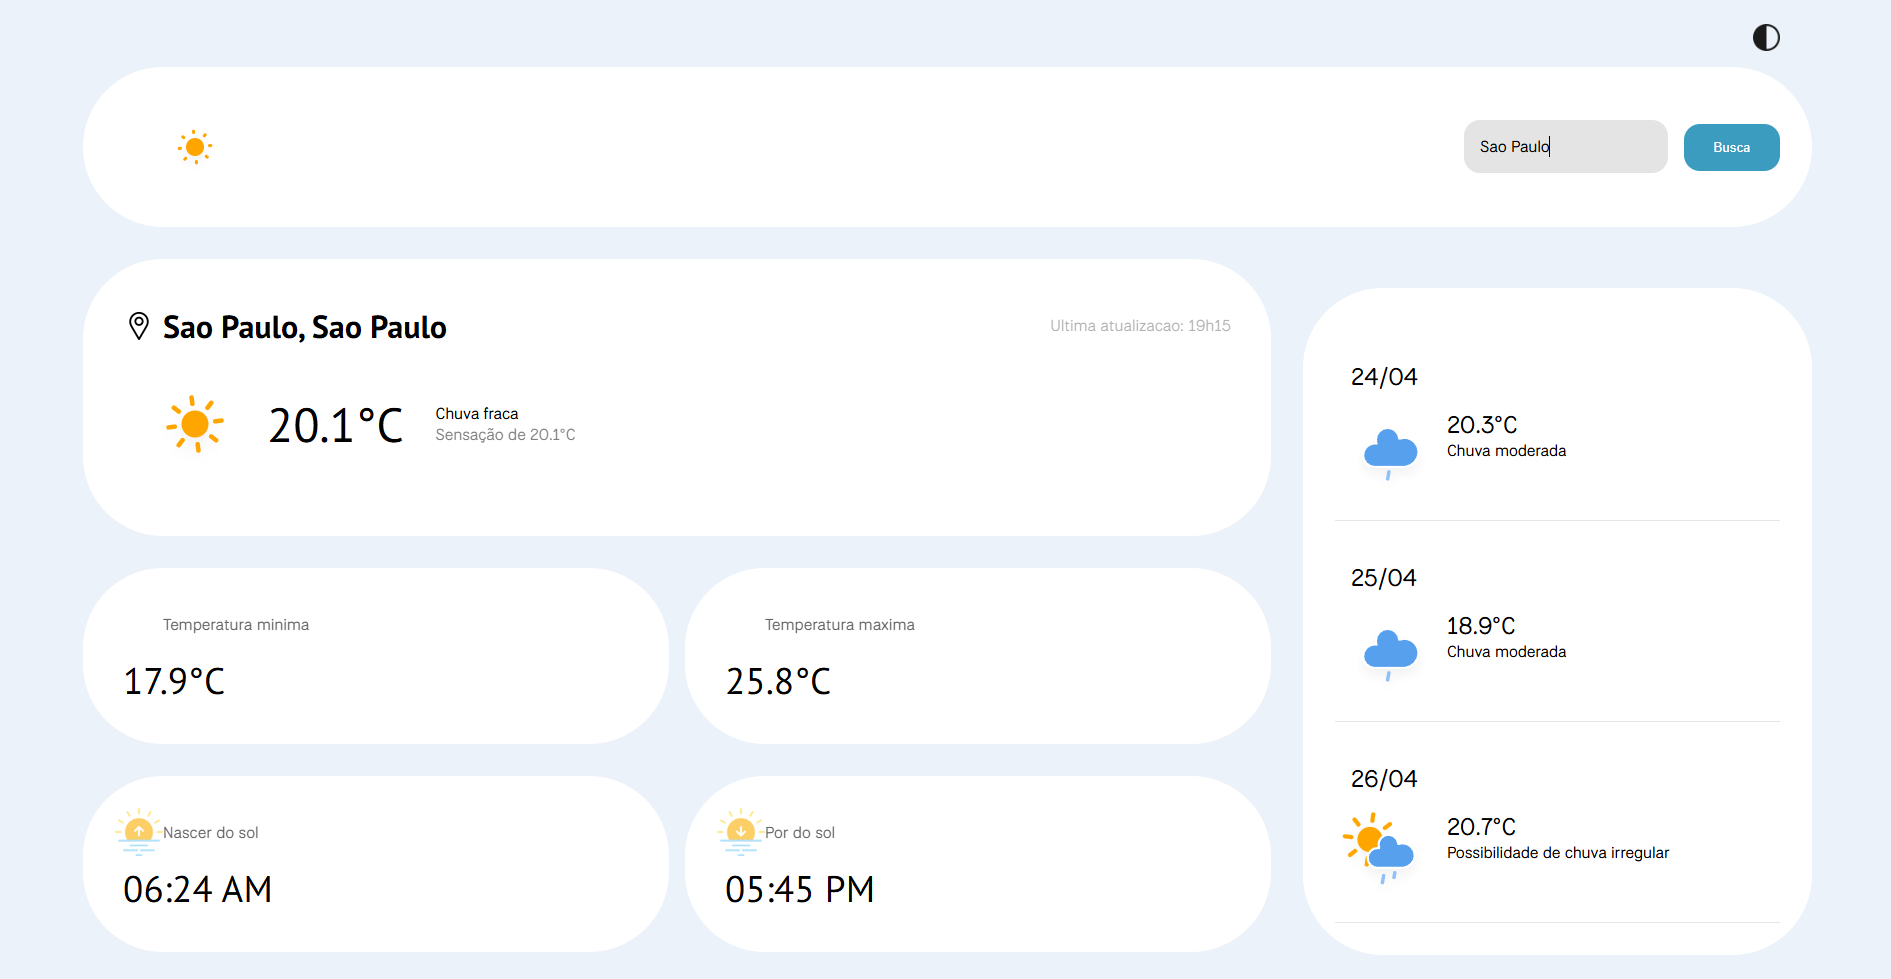 Sao Paulo
Busca
Sao Paulo, Sao Paulo
Ultima atualizacao: 19h15
20.1°C
Chuva fraca
Sensação de 20.1°C
Temperatura minima
17.9°C
Temperatura maxima
25.8°C
Nascer do sol
06:24 AM
Por do sol
05:45 PM
24/04
20.3°C
Chuva moderada
25/04
18.9°C
Chuva moderada
26/04
20.7°C
Possibilidade de chuva irregular